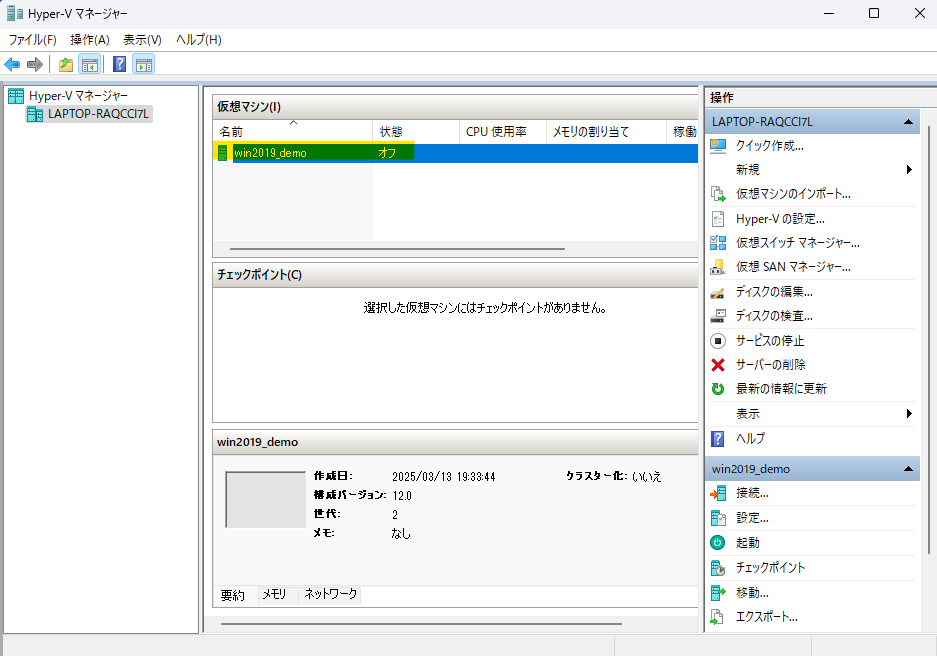 Hyper-V マネージャー
ファイル(F) 操作(A) 表示(V) ヘルプ(H)
Hyper-V マネージャー
LAPTOP-RAQCCI7L
仮想マシン(I)
名前 状態 CPU 使用率 メモリの割り当て 稼働
win2019_demo オフ
チェックポイント(C)
選択した仮想マシンにはチェックポイントがありません。
win2019_demo
作成日: 2025/03/13 19:33:44 クラスター化: いいえ
構成バージョン: 12.0
世代: 2
メモ: なし
要約 メモリ ネットワーク
操作
LAPTOP-RAQCCI7L
クイック作成...
新規
仮想マシンのインポート...
Hyper-V の設定...
仮想スイッチ マネージャー...
仮想 SAN マネージャー...
ディスクの編集...
ディスクの検査...
サービスの停止
サーバーの削除
最新の情報に更新
表示
ヘルプ
win2019_demo
接続...
設定...
起動
チェックポイント
移動...
エクスポート...